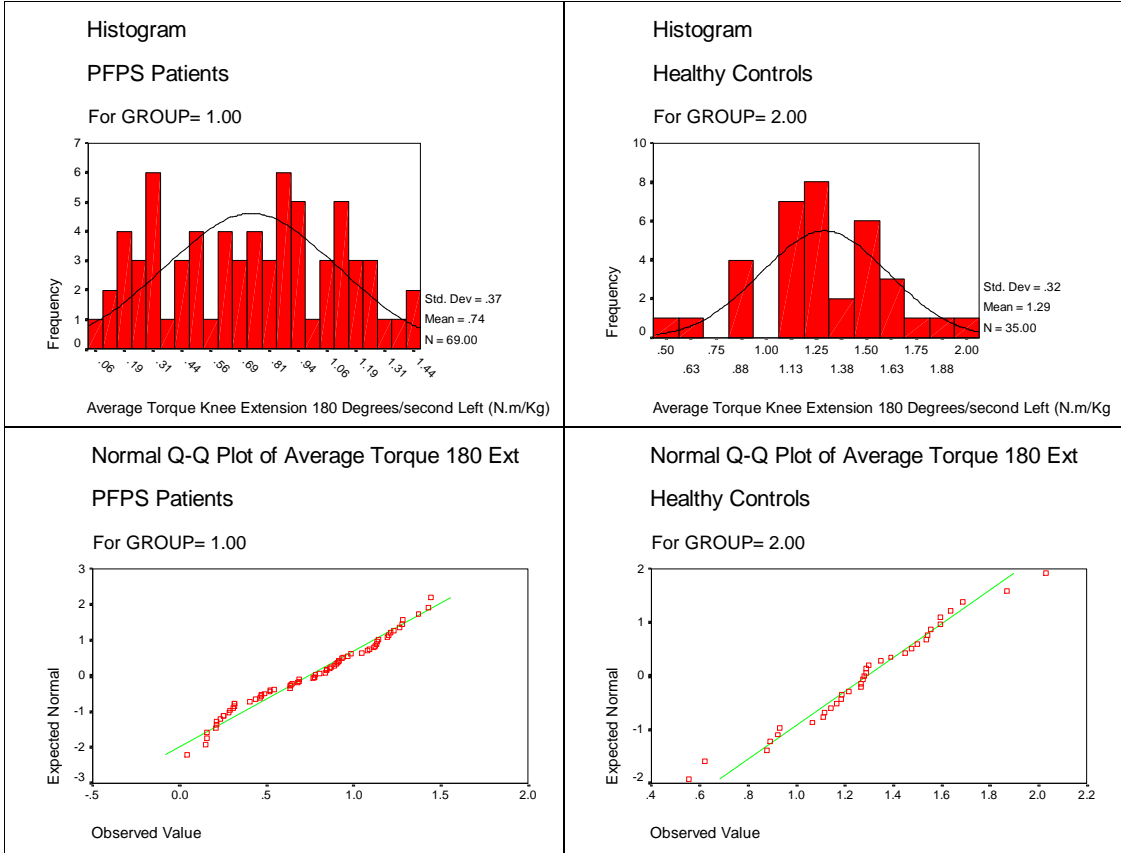 Histogram
PFPS Patients
For GROUP= 1.00
7
6
5
4
3
2
1
0
Frequency
Std. Dev = .37
Mean = .74
N = 69.00
.06 .19 .31 .44 .56 .69 .81 .94 1.06 1.19 1.31 1.44
Average Torque Knee Extension 180 Degrees/second Left (N.m/Kg)
Histogram
Healthy Controls
For GROUP= 2.00
10
8
6
4
2
0
Frequency
Std. Dev = .32
Mean = 1.29
N = 35.00
.50 .75 1.00 1.25 1.50 1.75 2.00
.63 .88 1.13 1.38 1.63 1.88
Average Torque Knee Extension 180 Degrees/second Left (N.m/Kg
Normal Q-Q Plot of Average Torque 180 Ext
PFPS Patients
For GROUP= 1.00
3
2
1
0
-1
-2
-3
Expected Normal
-.5 0.0 .5 1.0 1.5 2.0
Observed Value
Normal Q-Q Plot of Average Torque 180 Ext
Healthy Controls
For GROUP= 2.00
2
1
0
-1
-2
Expected Normal
.4 .6 .8 1.0 1.2 1.4 1.6 1.8 2.0 2.2
Observed Value